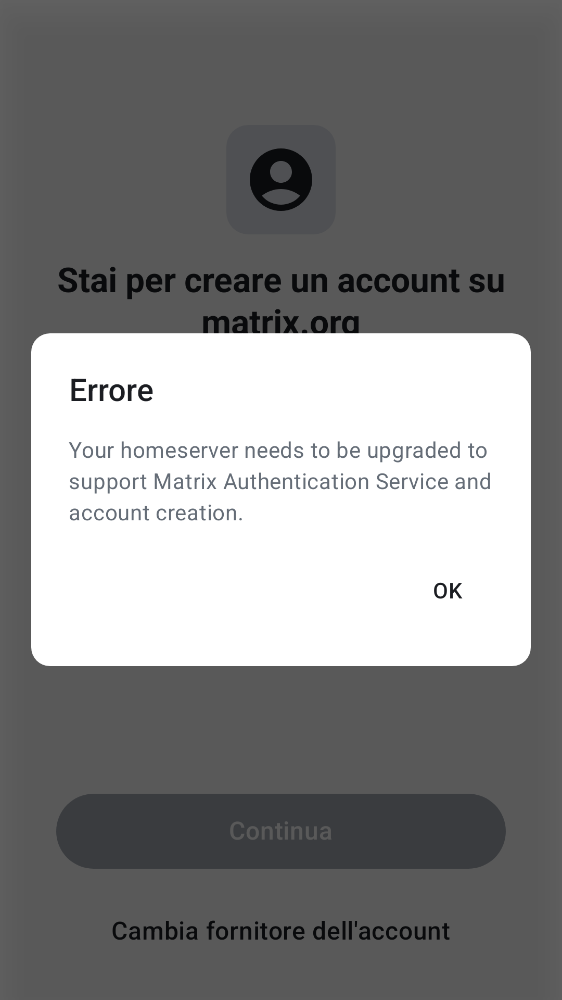 Stai per creare un account su
matrix.org
Errore
Your homeserver needs to be upgraded to
support Matrix Authentication Service and
account creation.
OK
Continua
Cambia fornitore dell'account